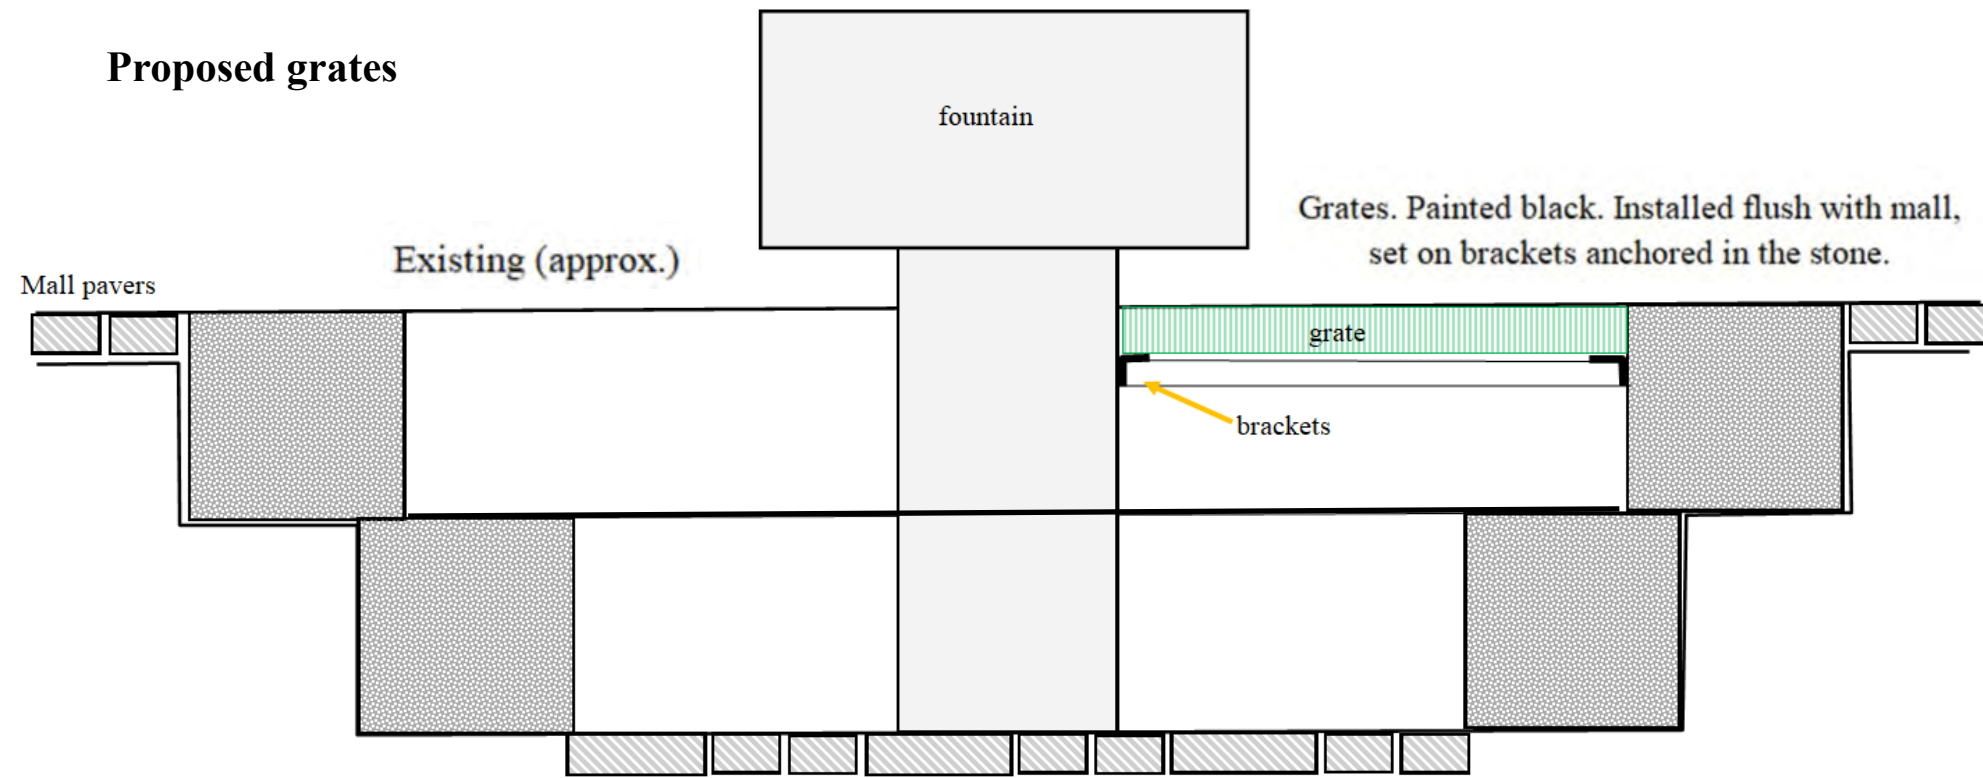 Proposed grates
fountain
Grates. Painted black. Installed flush with mall,
set on brackets anchored in the stone.
Existing (approx.)
Mall pavers
grate
brackets